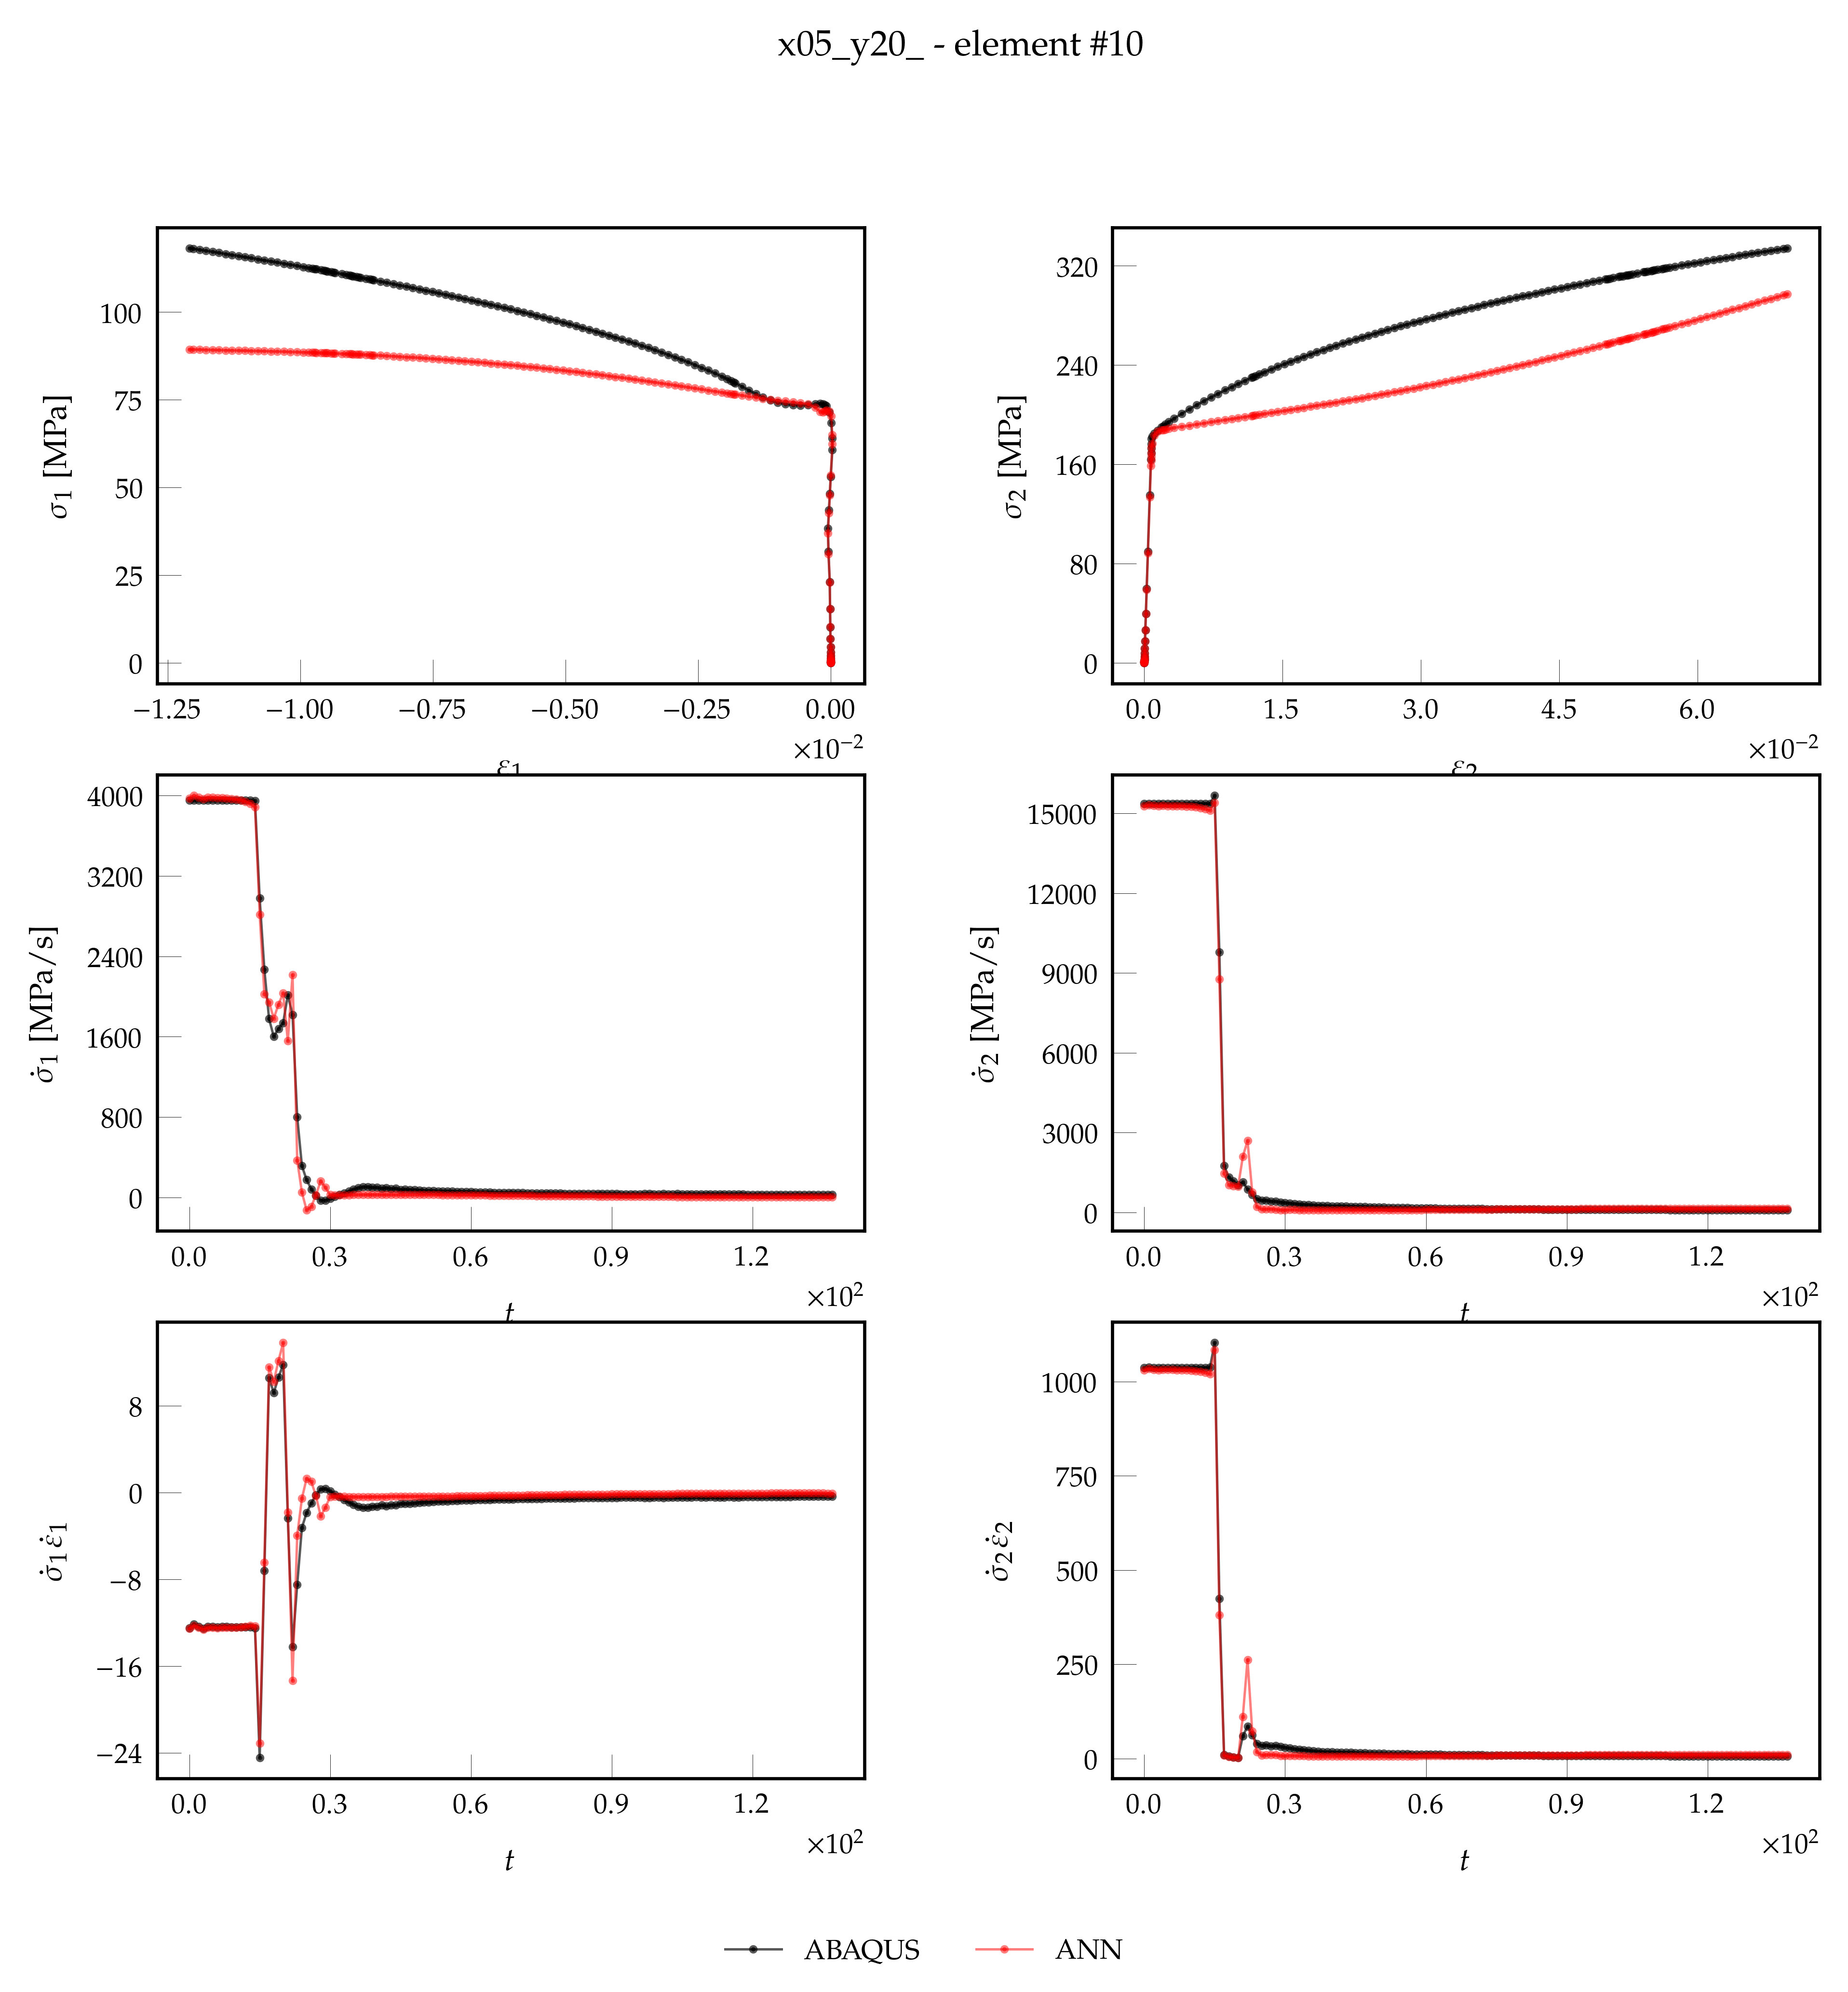 x05_y20_ - element #10
σ₁ [MPa]
100
75
50
25
0
−1.25 −1.00 −0.75 −0.50 −0.25 0.00
×10⁻²
ε₁
σ₂ [MPa]
320
240
160
80
0
0.0 1.5 3.0 4.5 6.0
×10⁻²
ε₂
σ̇₁ [MPa/s]
4000
3200
2400
1600
800
0
0.0 0.3 0.6 0.9 1.2
×10²
t
σ̇₂ [MPa/s]
15000
12000
9000
6000
3000
0
0.0 0.3 0.6 0.9 1.2
×10²
t
σ̇₁ε̇₁
8
0
−8
−16
−24
0.0 0.3 0.6 0.9 1.2
×10²
t
σ̇₂ε̇₂
1000
750
500
250
0
0.0 0.3 0.6 0.9 1.2
×10²
t
ABAQUS ANN